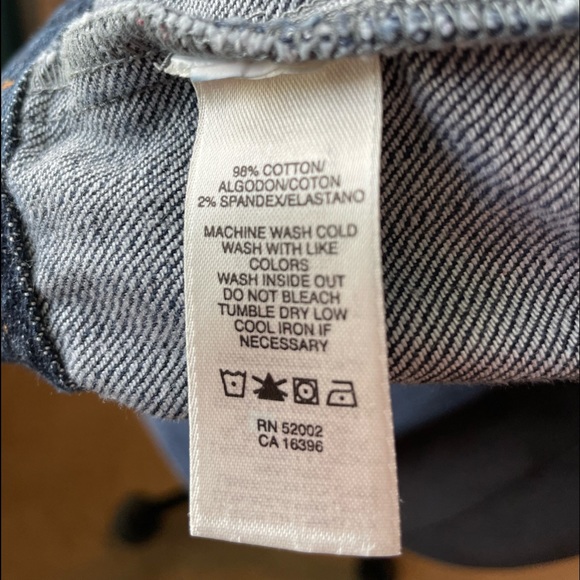 98% COTTON/
ALGODON/COTON
2% SPANDEX/ELASTANO
MACHINE WASH COLD
WASH WITH LIKE
COLORS
WASH INSIDE OUT
DO NOT BLEACH
TUMBLE DRY LOW
COOL IRON IF
NECESSARY
RN 52002
CA 16396